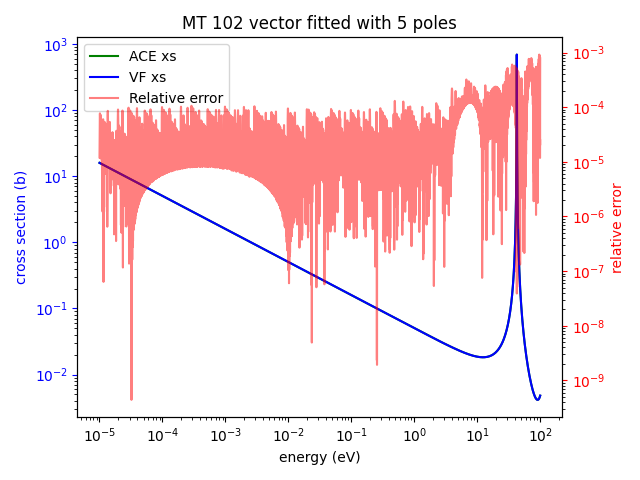 MT 102 vector fitted with 5 poles
ACE xs
VF xs
Relative error
cross section (b)
10³
10²
10¹
10⁰
10⁻¹
10⁻²
relative error
10⁻³
10⁻⁴
10⁻⁵
10⁻⁶
10⁻⁷
10⁻⁸
10⁻⁹
10⁻⁵ 10⁻⁴ 10⁻³ 10⁻² 10⁻¹ 10⁰ 10¹ 10²
energy (eV)